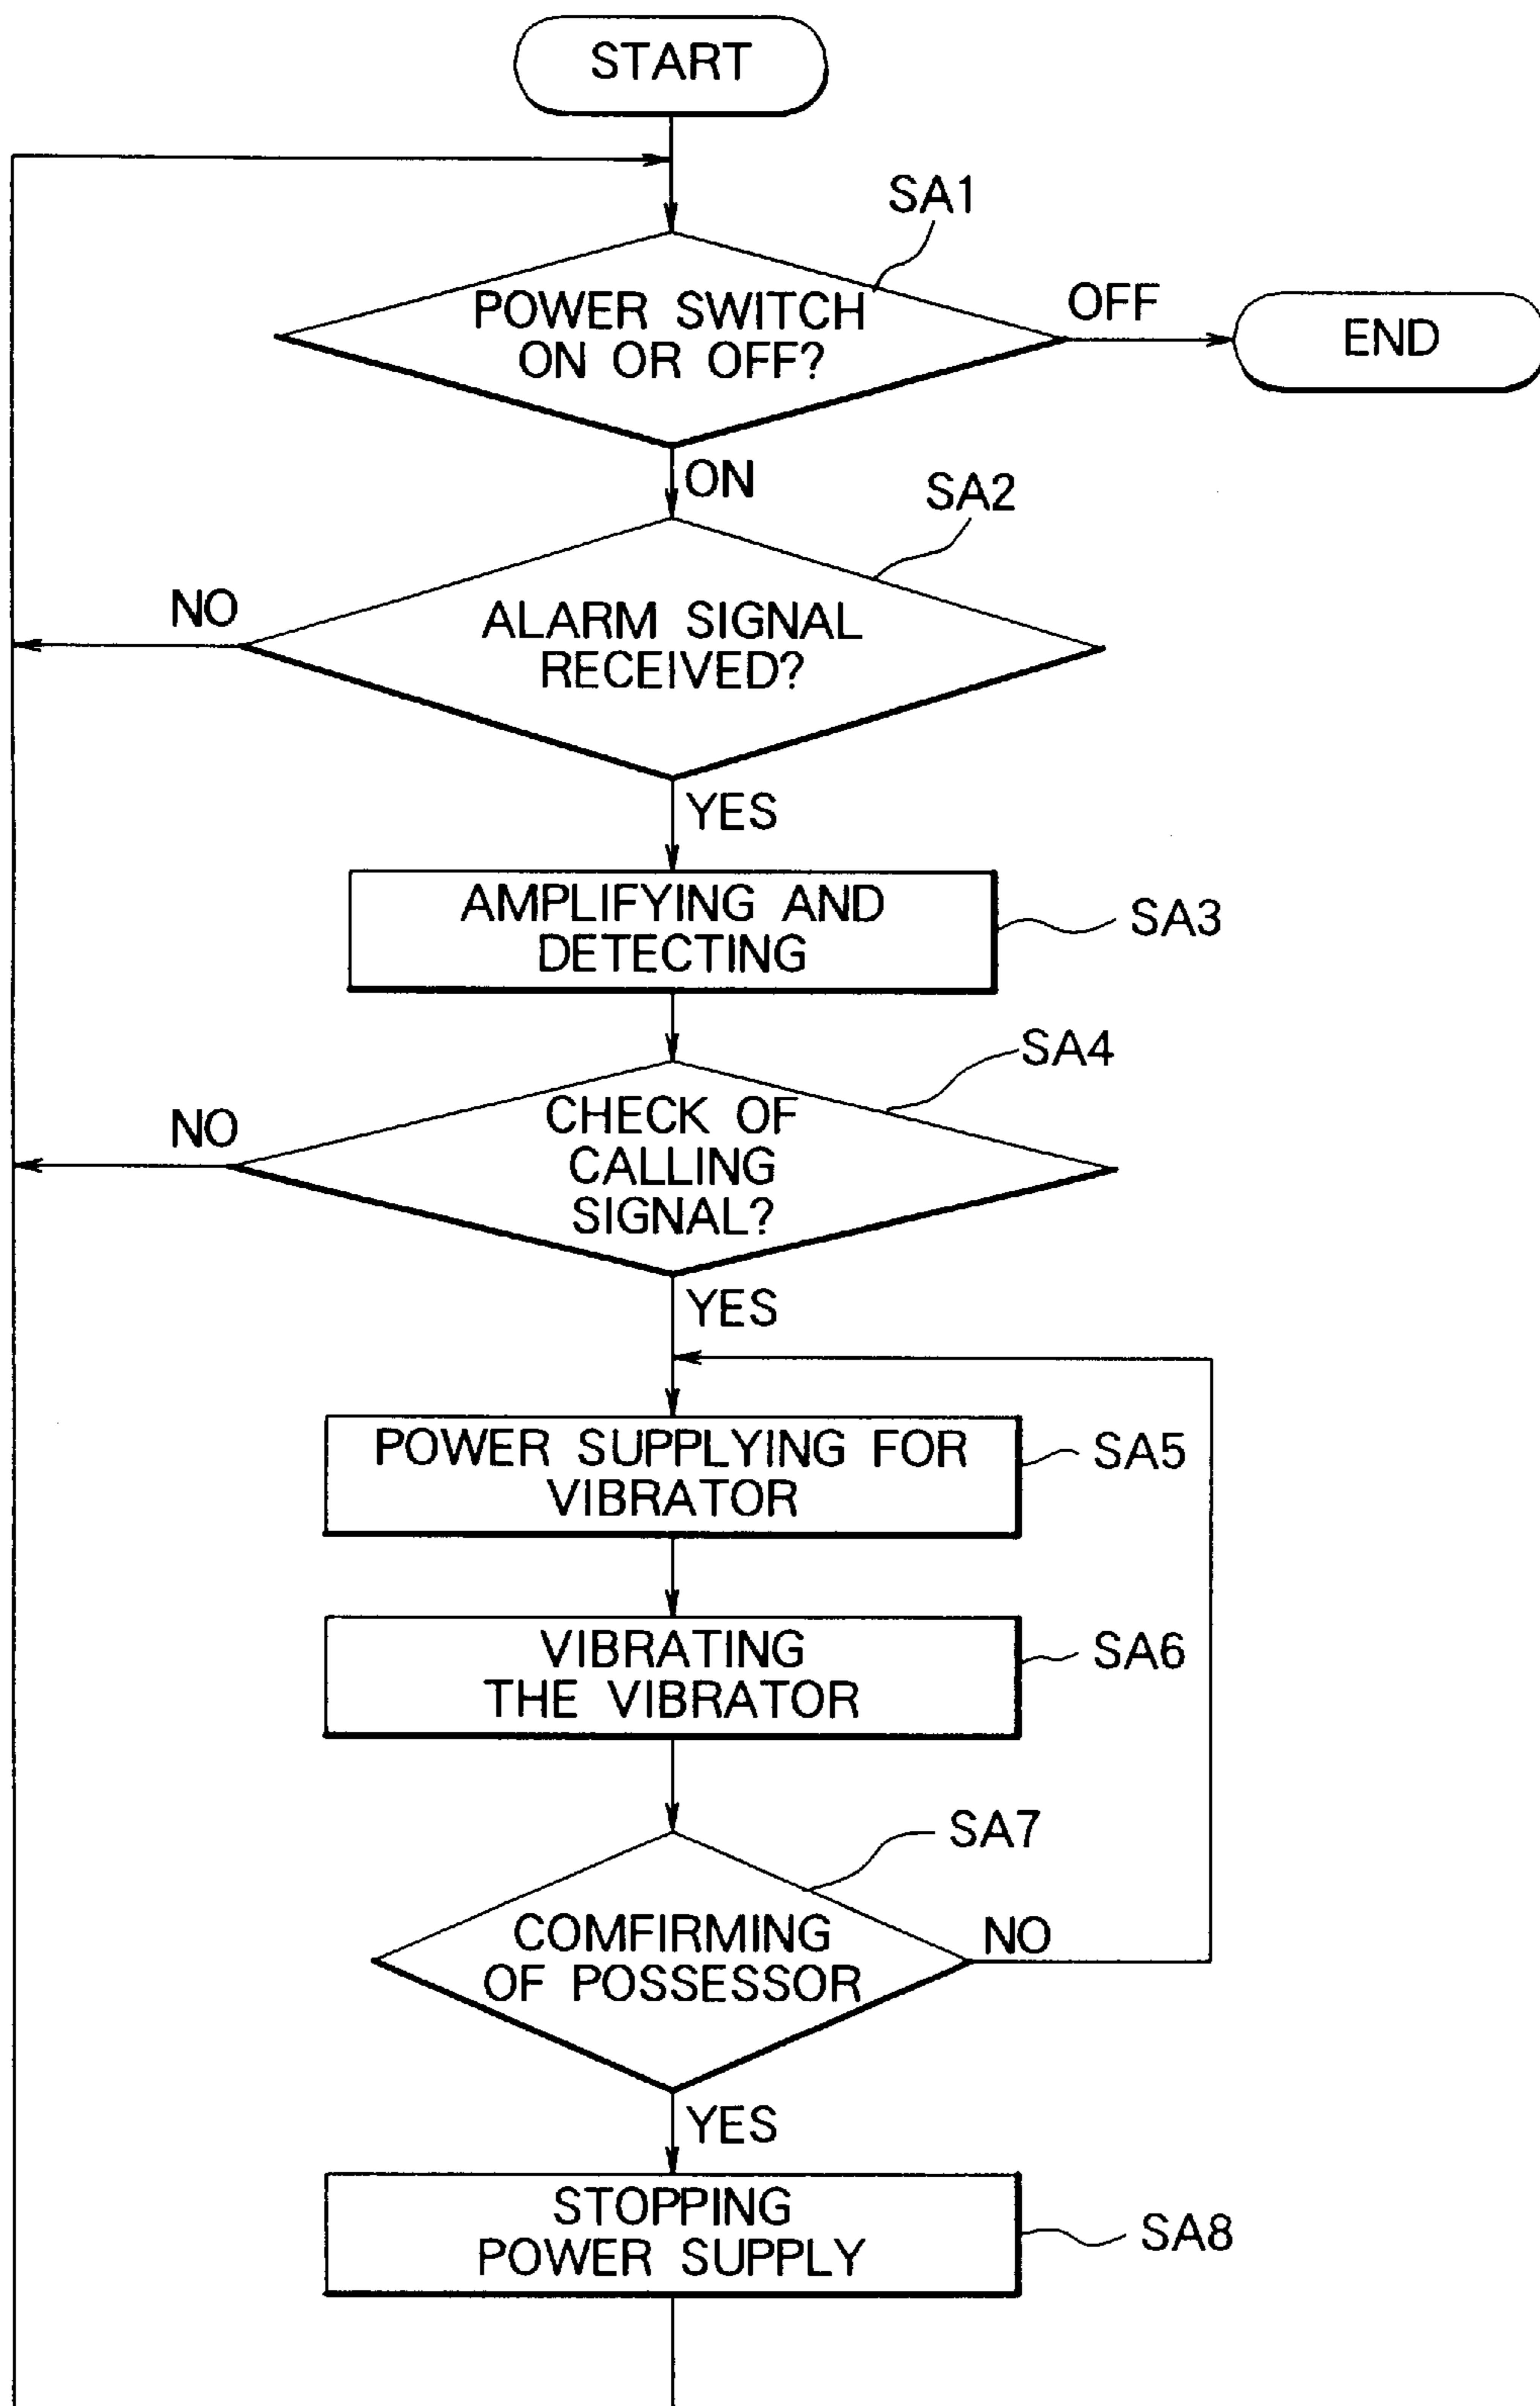 START
SA1
POWER SWITCH
ON OR OFF?
OFF
END
ON
SA2
NO
ALARM SIGNAL
RECEIVED?
YES
AMPLIFYING AND
DETECTING
SA3
SA4
NO
CHECK OF
CALLING
SIGNAL?
YES
POWER SUPPLYING FOR
VIBRATOR
SA5
VIBRATING
THE VIBRATOR
SA6
SA7
COMFIRMING
OF POSSESSOR
NO
YES
STOPPING
POWER SUPPLY
SA8